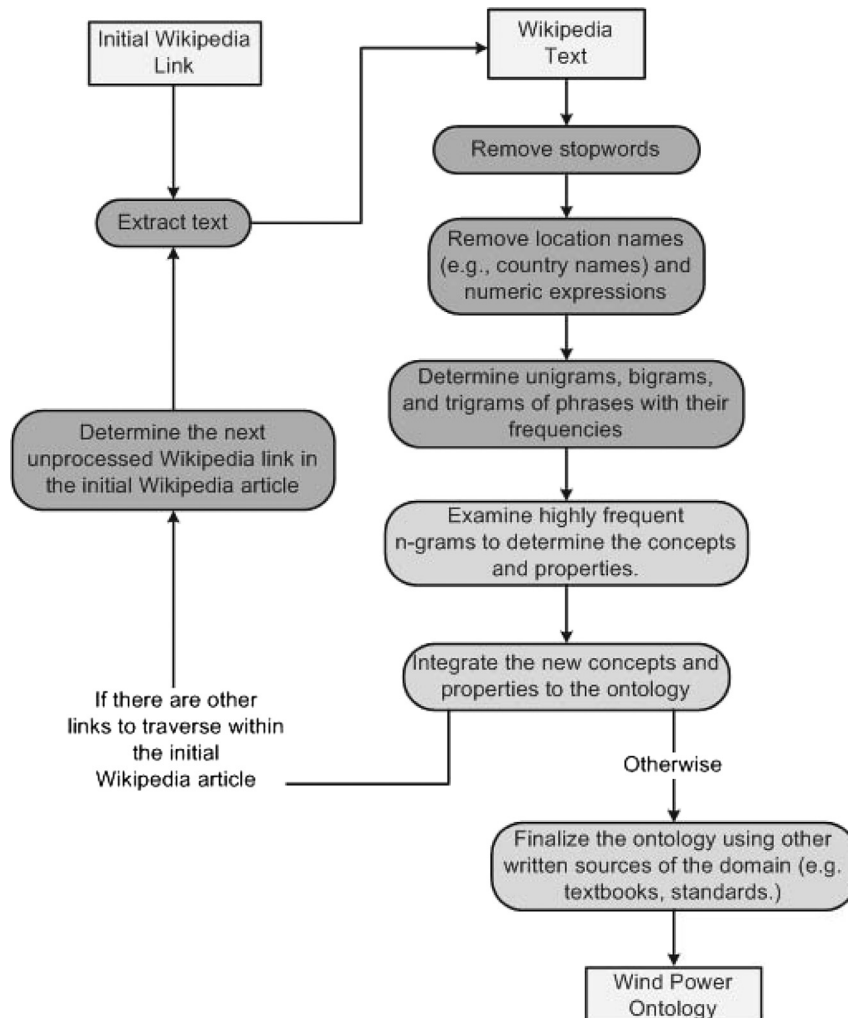 Initial Wikipedia
Link
Wikipedia
Text
Remove stopwords
Extract text
Remove location names
(e.g., country names) and
numeric expressions
Determine unigrams, bigrams,
and trigrams of phrases with their
frequencies
Determine the next
unprocessed Wikipedia link in
the initial Wikipedia article
Examine highly frequent
n-grams to determine the concepts
and properties.
Integrate the new concepts and
properties to the ontology
If there are other
links to traverse within
the initial
Wikipedia article
Otherwise
Finalize the ontology using other
written sources of the domain (e.g.
textbooks, standards.)
Wind Power
Ontology